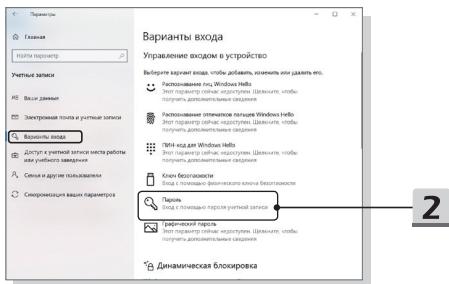 Параметры
Главная
Найти параметр
Учетные записи
Ваши данные
Электронная почта и учетные записи
Варианты входа
Доступ к учетной записи места работы
или учебного заведения
Семья и другие пользователи
Синхронизация ваших параметров
Варианты входа
Управление входом в устройство
Выберите вариант входа, чтобы добавить, изменить или удалить его.
Распознавание лиц Windows Hello
Этот параметр сейчас недоступен. Щелкните, чтобы
получить дополнительные сведения
Распознавание отпечатков пальцев Windows Hello
Этот параметр сейчас недоступен. Щелкните, чтобы
получить дополнительные сведения
ПИН-код для Windows Hello
Этот параметр сейчас недоступен. Щелкните, чтобы
получить дополнительные сведения
Ключ безопасности
Вход с помощью физического ключа безопасности
Пароль
Вход с помощью пароля учетной записи
Графический пароль
Этот параметр сейчас недоступен. Щелкните, чтобы
получить дополнительные сведения
Динамическая блокировка
2